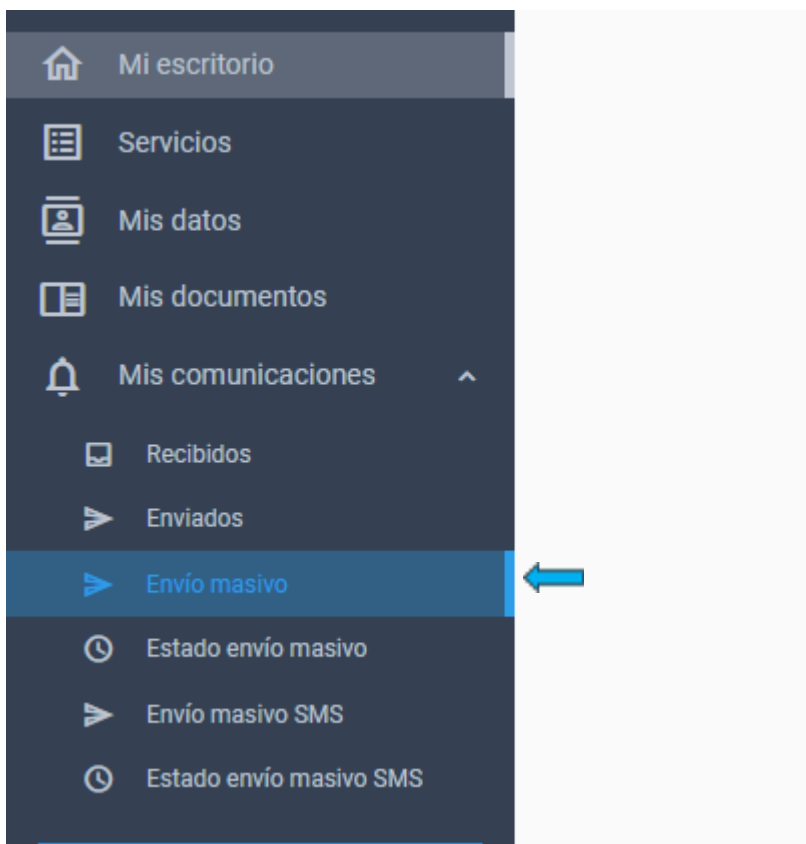 Mi escritorio
Servicios
Mis datos
Mis documentos
Mis comunicaciones
Recibidos
Enviados
Envío masivo
Estado envío masivo
Envío masivo SMS
Estado envío masivo SMS